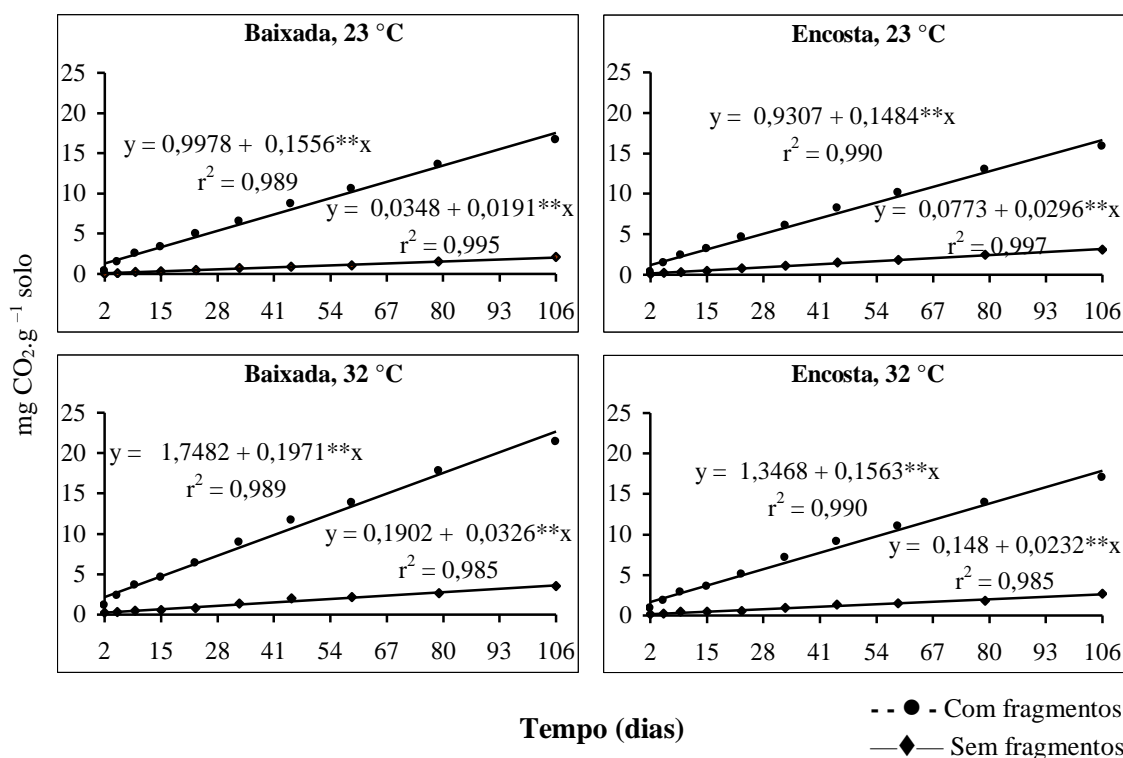 mg CO₂.g⁻¹ solo
Baixada, 23 °C
25
20
15
10
5
0
y = 0,9978 + 0,1556**x
r² = 0,989
y = 0,0348 + 0,0191**x
r² = 0,995
2 15 28 41 54 67 80 93 106
Encosta, 23 °C
25
20
15
10
5
0
y = 0,9307 + 0,1484**x
r² = 0,990
y = 0,0773 + 0,0296**x
r² = 0,997
2 15 28 41 54 67 80 93 106
Baixada, 32 °C
25
20
15
10
5
0
y = 1,7482 + 0,1971**x
r² = 0,989
y = 0,1902 + 0,0326**x
r² = 0,985
2 15 28 41 54 67 80 93 106
Encosta, 32 °C
25
20
15
10
5
0
y = 1,3468 + 0,1563**x
r² = 0,990
y = 0,148 + 0,0232**x
r² = 0,985
2 15 28 41 54 67 80 93 106
Tempo (dias)
Com fragmentos
Sem fragmentos